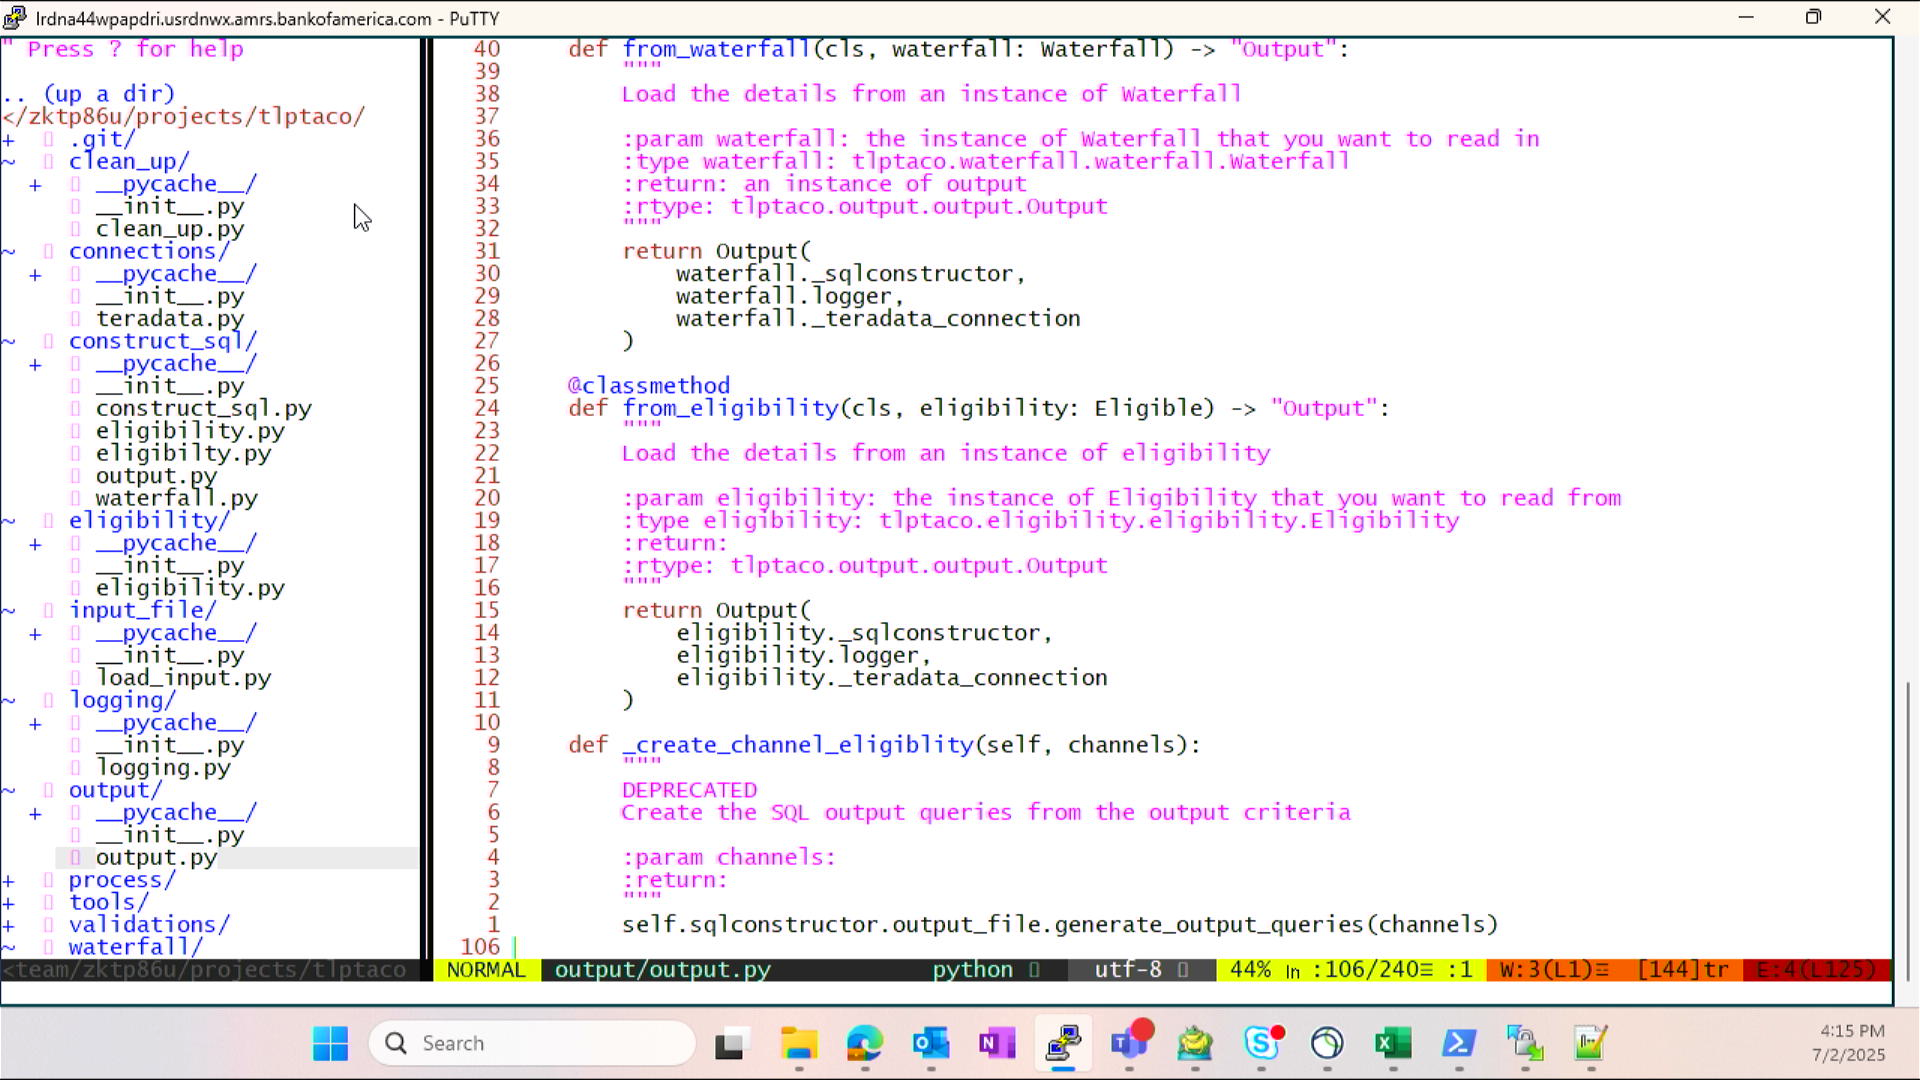 lrdna44wpapdri.usrdnwx.amrs.bankofamerica.com - PuTTY
" Press ? for help
.. (up a dir)
</zktp86u/projects/tlptaco/
+ .git/
~ clean_up/
+ __pycache__/
__init__.py
clean_up.py
~ connections/
+ __pycache__/
__init__.py
teradata.py
~ construct_sql/
+ __pycache__/
__init__.py
construct_sql.py
eligibility.py
eligibilty.py
output.py
waterfall.py
~ eligibility/
+ __pycache__/
__init__.py
eligibility.py
~ input_file/
+ __pycache__/
__init__.py
load_input.py
~ logging/
+ __pycache__/
__init__.py
logging.py
~ output/
+ __pycache__/
__init__.py
output.py
+ process/
+ tools/
+ validations/
~ waterfall/
<team/zktp86u/projects/tlptaco
40 def from_waterfall(cls, waterfall: Waterfall) -> "Output":
39 """
38 Load the details from an instance of Waterfall
37
36 :param waterfall: the instance of Waterfall that you want to read in
35 :type waterfall: tlptaco.waterfall.waterfall.Waterfall
34 :return: an instance of output
33 :rtype: tlptaco.output.output.Output
32 """
31 return Output(
30 waterfall._sqlconstructor,
29 waterfall.logger,
28 waterfall._teradata_connection
27 )
26
25 @classmethod
24 def from_eligibility(cls, eligibility: Eligible) -> "Output":
23 """
22 Load the details from an instance of eligibility
21
20 :param eligibility: the instance of Eligibility that you want to read from
19 :type eligibility: tlptaco.eligibility.eligibility.Eligibility
18 :return:
17 :rtype: tlptaco.output.output.Output
16 """
15 return Output(
14 eligibility._sqlconstructor,
13 eligibility.logger,
12 eligibility._teradata_connection
11 )
10
9 def _create_channel_eligiblity(self, channels):
8 """
7 DEPRECATED
6 Create the SQL output queries from the output criteria
5
4 :param channels:
3 :return:
2 """
1 self.sqlconstructor.output_file.generate_output_queries(channels)
106
NORMAL output/output.py python utf-8 44% ln :106/240≡ :1 W:3(L1)☲ [144]tr E:4(L125)
Search
4:15 PM
7/2/2025